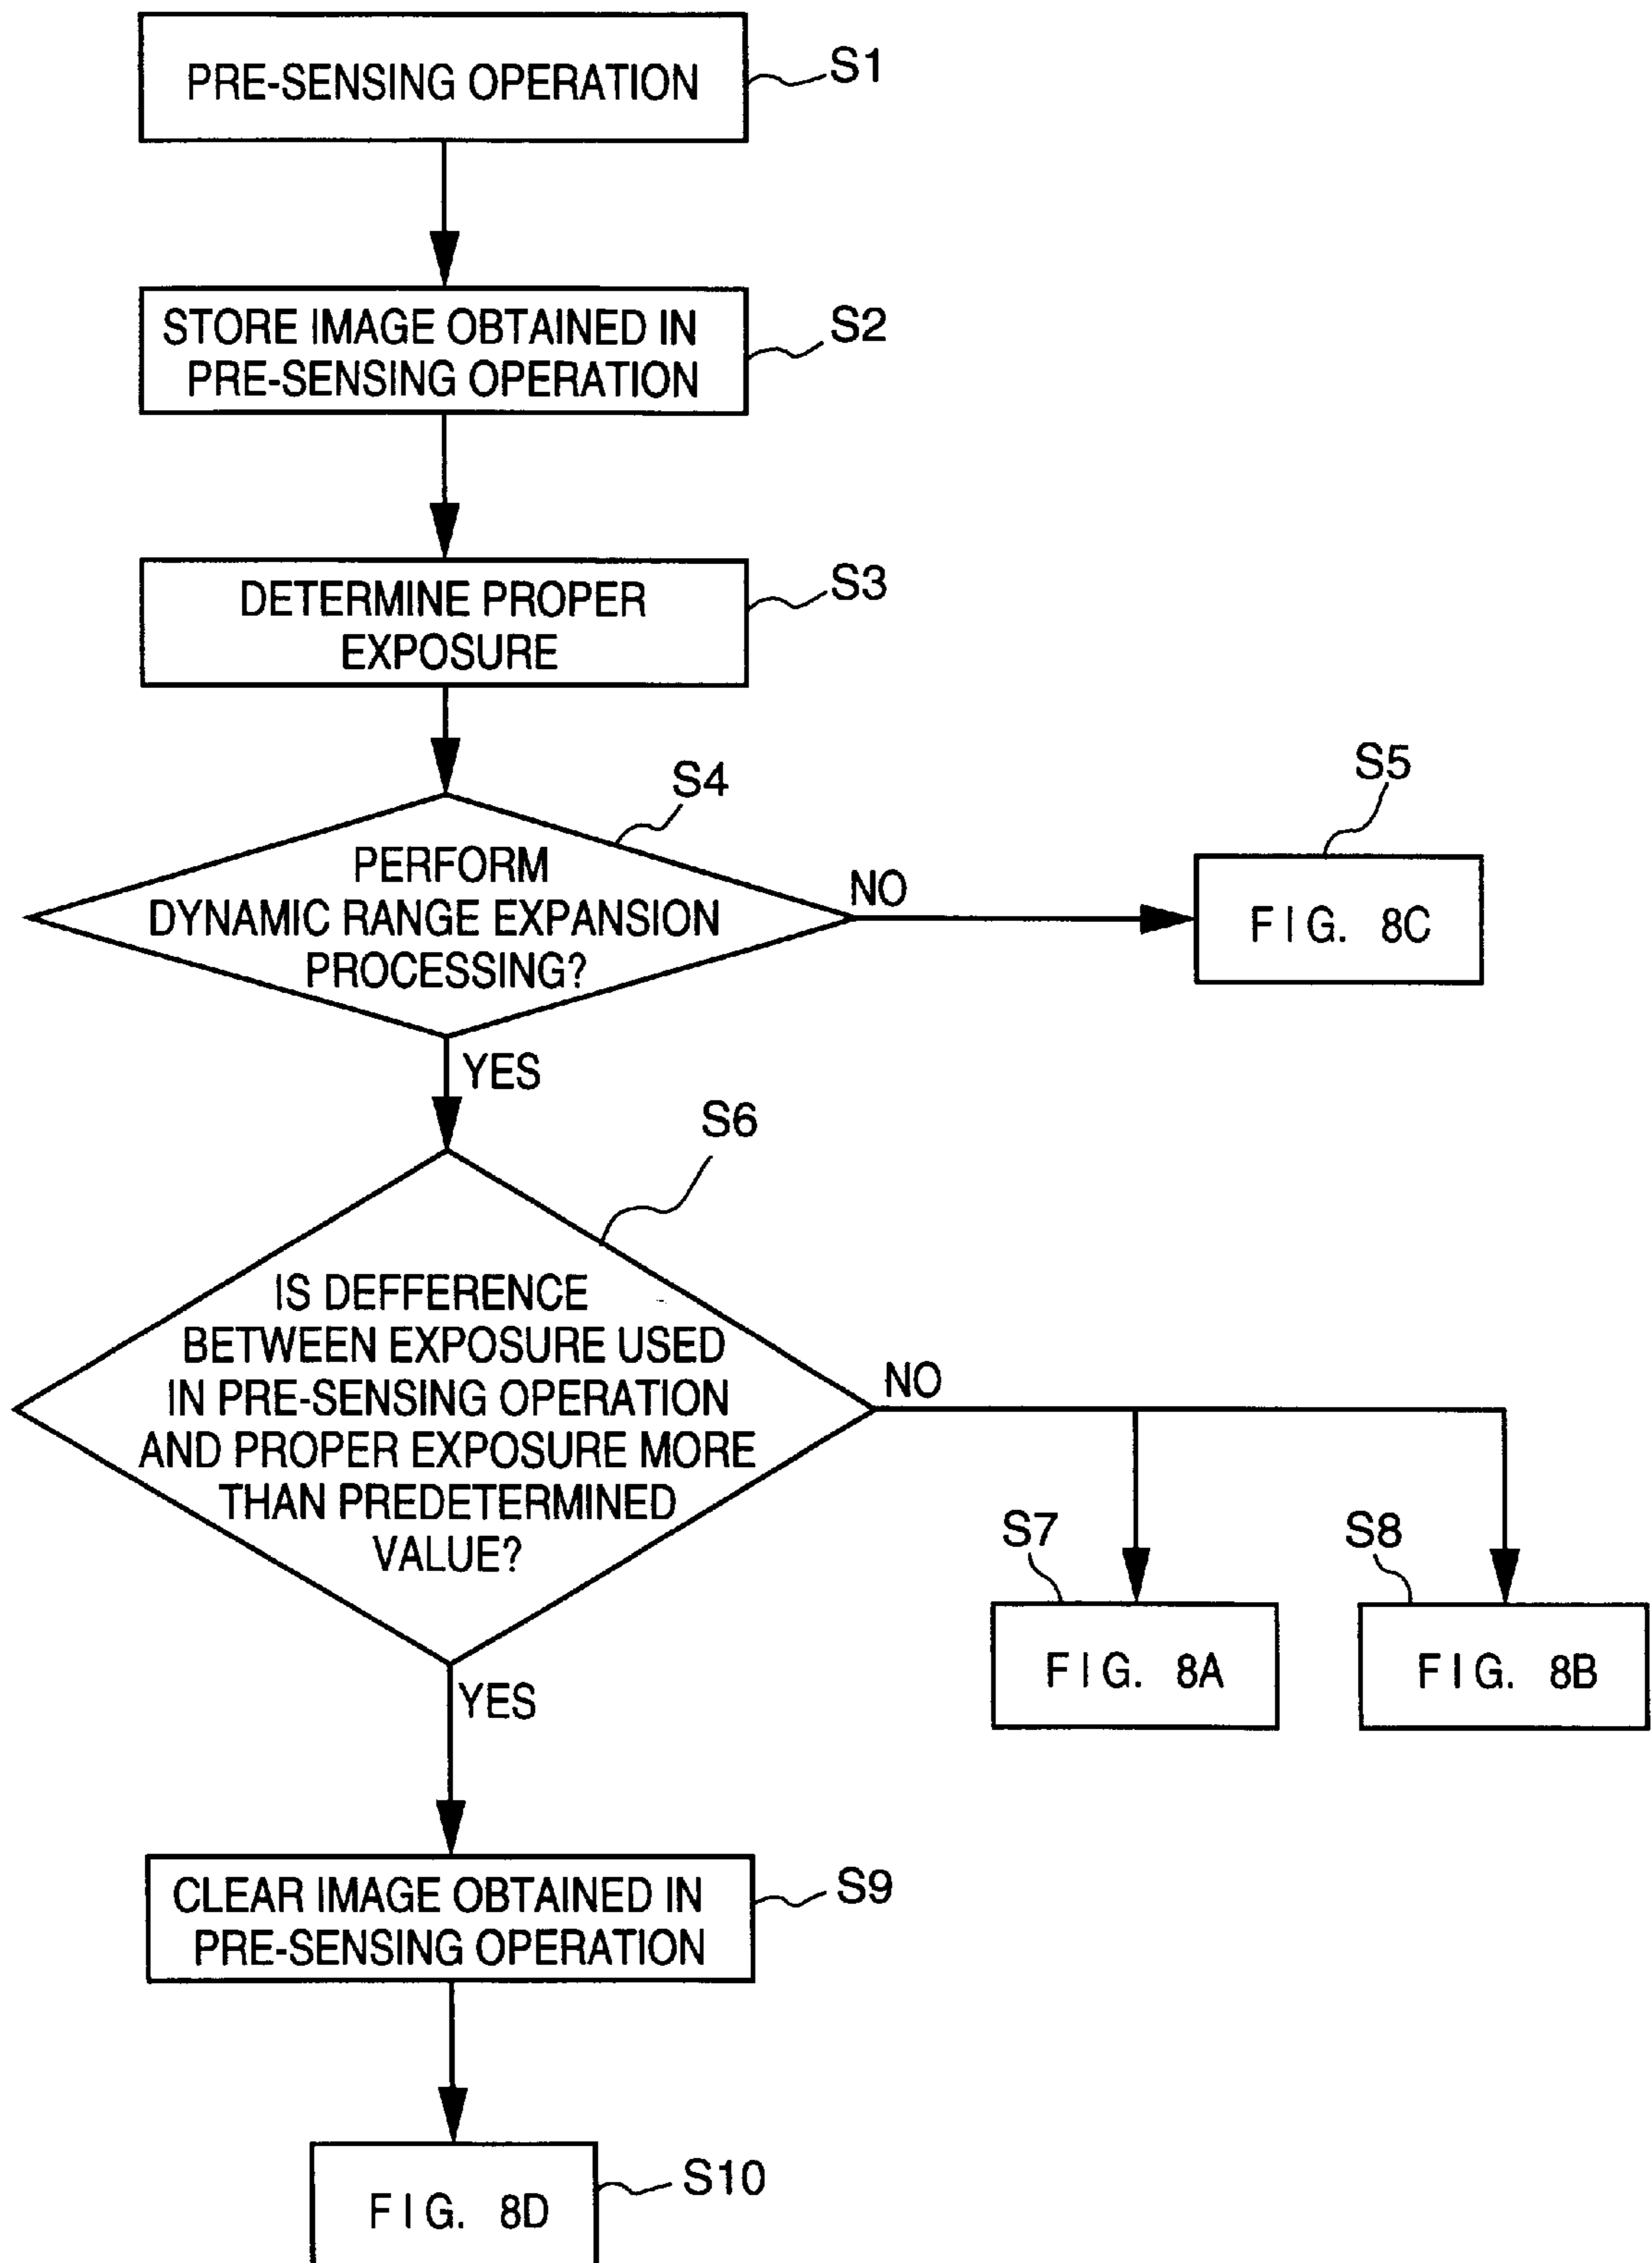 PRE-SENSING OPERATION
S1
STORE IMAGE OBTAINED IN
PRE-SENSING OPERATION
S2
DETERMINE PROPER
EXPOSURE
S3
S4
PERFORM
DYNAMIC RANGE EXPANSION
PROCESSING?
NO
S5
FIG. 8C
YES
S6
IS DEFFERENCE
BETWEEN EXPOSURE USED
IN PRE-SENSING OPERATION
AND PROPER EXPOSURE MORE
THAN PREDETERMINED
VALUE?
NO
S7
FIG. 8A
S8
FIG. 8B
YES
CLEAR IMAGE OBTAINED IN
PRE-SENSING OPERATION
S9
FIG. 8D
S10